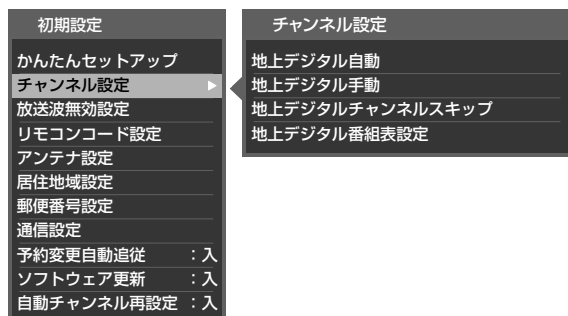 初期設定
かんたんセットアップ
チャンネル設定
放送波無効設定
リモコンコード設定
アンテナ設定
居住地域設定
郵便番号設定
通信設定
予約変更自動追従 :入
ソフトウェア更新 :入
自動チャンネル再設定 :入
チャンネル設定
地上デジタル自動
地上デジタル手動
地上デジタルチャンネルスキップ
地上デジタル番組表設定